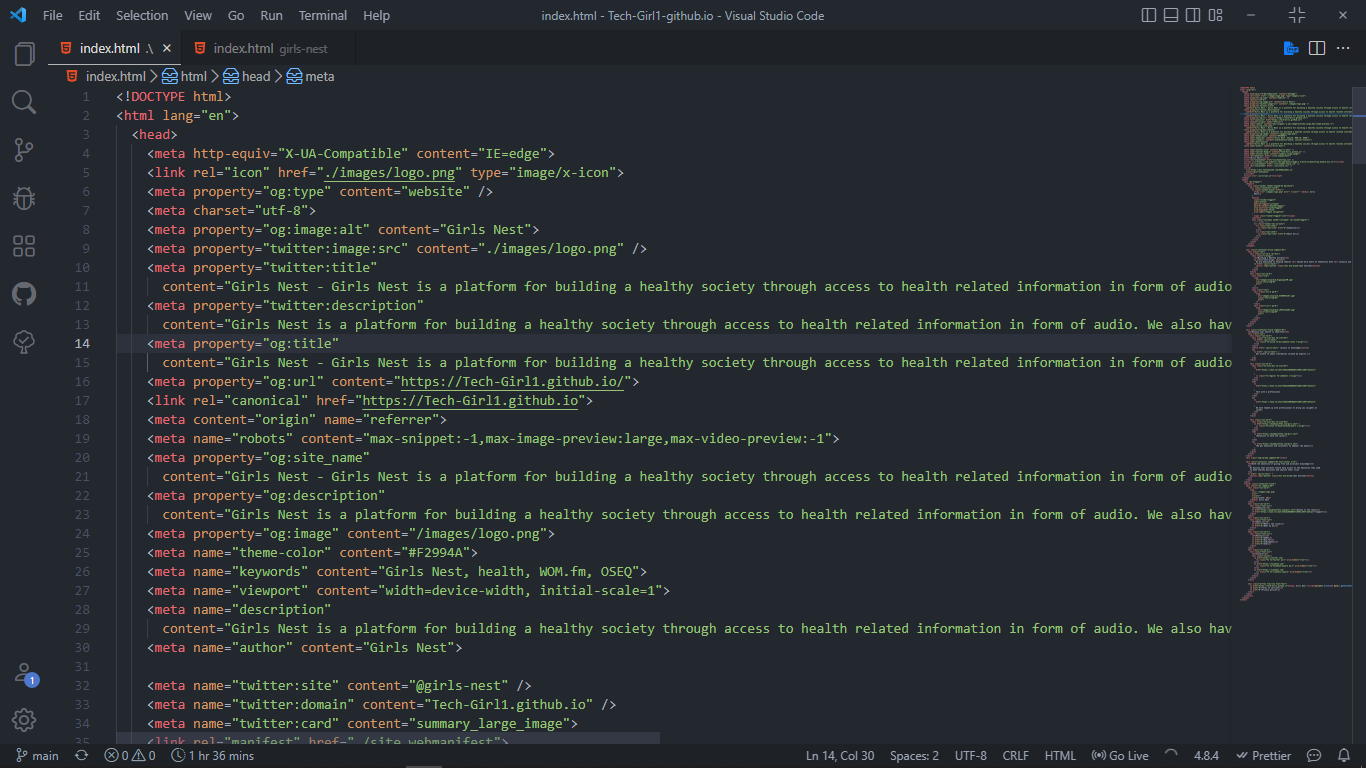 File Edit Selection View Go Run Terminal Help index.html - Tech-Girl1-github.io - Visual Studio Code
index.html .\ index.html girls-nest
index.html html head meta
1 <!DOCTYPE html>
2 <html lang="en">
3 <head>
4 <meta http-equiv="X-UA-Compatible" content="IE=edge">
5 <link rel="icon" href="./images/logo.png" type="image/x-icon">
6 <meta property="og:type" content="website" />
7 <meta charset="utf-8">
8 <meta property="og:image:alt" content="Girls Nest">
9 <meta property="twitter:image:src" content="./images/logo.png" />
10 <meta property="twitter:title"
11 content="Girls Nest - Girls Nest is a platform for building a healthy society through access to health related information in form of audio
12 <meta property="twitter:description"
13 content="Girls Nest is a platform for building a healthy society through access to health related information in form of audio. We also hav
14 <meta property="og:title"
15 content="Girls Nest - Girls Nest is a platform for building a healthy society through access to health related information in form of audio
16 <meta property="og:url" content="https://Tech-Girl1.github.io/">
17 <link rel="canonical" href="https://Tech-Girl1.github.io">
18 <meta content="origin" name="referrer">
19 <meta name="robots" content="max-snippet:-1,max-image-preview:large,max-video-preview:-1">
20 <meta property="og:site_name"
21 content="Girls Nest - Girls Nest is a platform for building a healthy society through access to health related information in form of audio
22 <meta property="og:description"
23 content="Girls Nest is a platform for building a healthy society through access to health related information in form of audio. We also hav
24 <meta property="og:image" content="/images/logo.png">
25 <meta name="theme-color" content="#F2994A">
26 <meta name="keywords" content="Girls Nest, health, WOM.fm, OSEQ">
27 <meta name="viewport" content="width=device-width, initial-scale=1">
28 <meta name="description"
29 content="Girls Nest is a platform for building a healthy society through access to health related information in form of audio. We also hav
30 <meta name="author" content="Girls Nest">
31
32 <meta name="twitter:site" content="@girls-nest" />
33 <meta name="twitter:domain" content="Tech-Girl1.github.io" />
34 <meta name="twitter:card" content="summary_large_image">
35 <link rel="manifest" href="./site.webmanifest">
1
main 0 0 1 hr 36 mins Ln 14, Col 30 Spaces: 2 UTF-8 CRLF HTML Go Live 4.8.4 Prettier